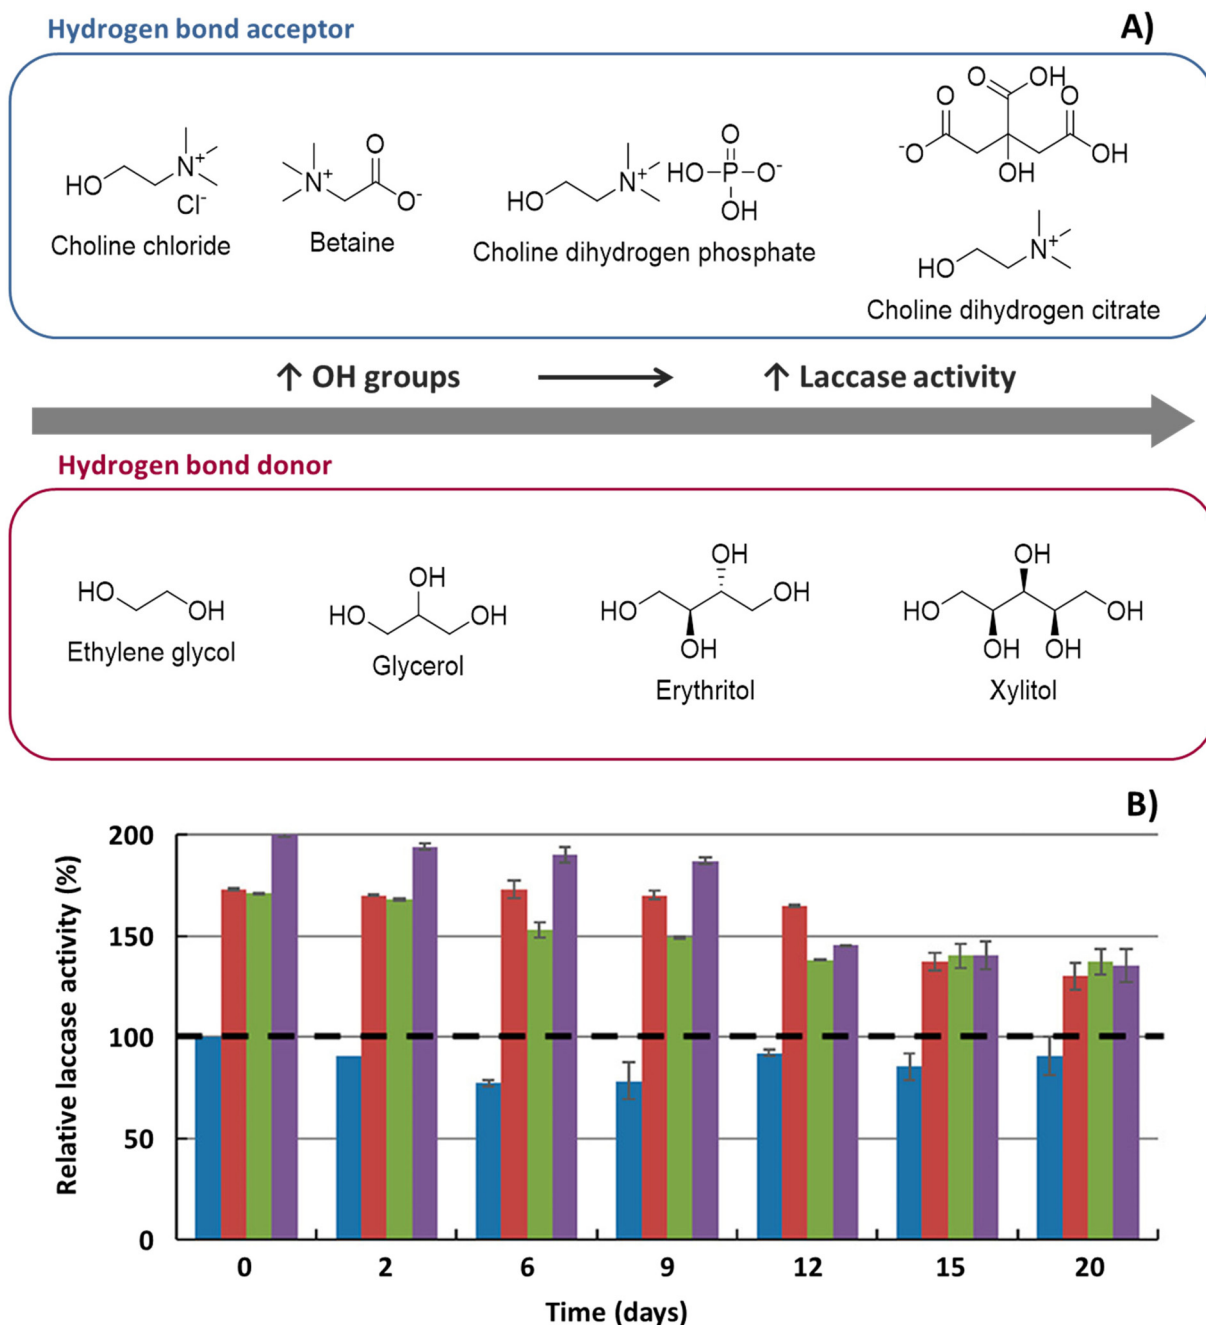 Hydrogen bond acceptor
A)
HO
N+
Cl-
Choline chloride
N+
O
O-
Betaine
HO
N+
HO
O
P
O-
OH
Choline dihydrogen phosphate
O
OH
O
O
-O
OH
OH
HO
N+
Choline dihydrogen citrate
↑ OH groups → ↑ Laccase activity
Hydrogen bond donor
HO
OH
Ethylene glycol
OH
HO
OH
Glycerol
OH
HO
OH
OH
Erythritol
OH
HO
OH
OH
OH
Xylitol
B)
Relative laccase activity (%)
200
150
100
50
0
0 2 6 9 12 15 20
Time (days)